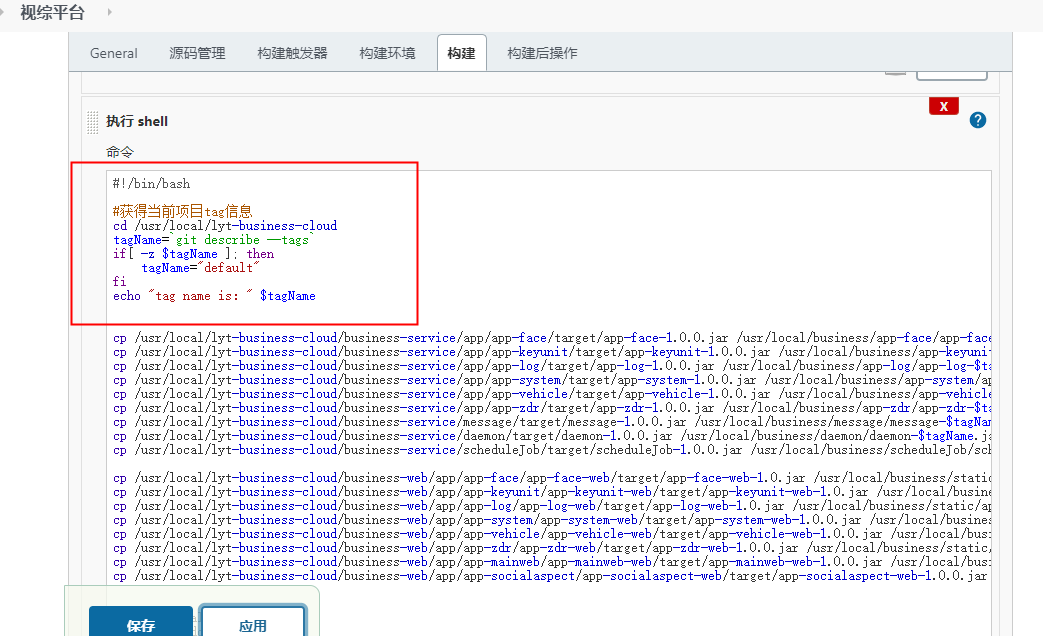 视综平台
General 源码管理 构建触发器 构建环境 构建 构建后操作
X
执行 shell
?
命令
#!/bin/bash
#获得当前项目tag信息
cd /usr/local/lyt-business-cloud
tagName=`git describe --tags`
if[ -z $tagName ]; then
tagName="default"
fi
echo "tag name is: " $tagName
cp /usr/local/lyt-business-cloud/business-service/app/app-face/target/app-face-1.0.0.jar /usr/local/business/app-face/app-face
cp /usr/local/lyt-business-cloud/business-service/app/app-keyunit/target/app-keyunit-1.0.0.jar /usr/local/business/app-keyunit
cp /usr/local/lyt-business-cloud/business-service/app/app-log/target/app-log-1.0.0.jar /usr/local/business/app-log/app-log-$ta
cp /usr/local/lyt-business-cloud/business-service/app/app-system/target/app-system-1.0.0.jar /usr/local/business/app-system/ap
cp /usr/local/lyt-business-cloud/business-service/app/app-vehicle/target/app-vehicle-1.0.0.jar /usr/local/business/app-vehicle
cp /usr/local/lyt-business-cloud/business-service/app/app-zdr/target/app-zdr-1.0.0.jar /usr/local/business/app-zdr/app-zdr-$ta
cp /usr/local/lyt-business-cloud/business-service/message/target/message-1.0.0.jar /usr/local/business/message/message-$tagNam
cp /usr/local/lyt-business-cloud/business-service/daemon/target/daemon-1.0.0.jar /usr/local/business/daemon/daemon-$tagName.ja
cp /usr/local/lyt-business-cloud/business-service/scheduleJob/target/scheduleJob-1.0.0.jar /usr/local/business/scheduleJob/sch
cp /usr/local/lyt-business-cloud/business-web/app/app-face/app-face-web/target/app-face-web-1.0.jar /usr/local/business/static
cp /usr/local/lyt-business-cloud/business-web/app/app-keyunit/app-keyunit-web/target/app-keyunit-web-1.0.jar /usr/local/busine
cp /usr/local/lyt-business-cloud/business-web/app/app-log/app-log-web/target/app-log-web-1.0.jar /usr/local/business/static/ap
cp /usr/local/lyt-business-cloud/business-web/app/app-system/app-system-web/target/app-system-web-1.0.0.jar /usr/local/busines
cp /usr/local/lyt-business-cloud/business-web/app/app-vehicle/app-vehicle-web/target/app-vehicle-web-1.0.jar /usr/local/busi
cp /usr/local/lyt-business-cloud/business-web/app/app-zdr/app-zdr-web/target/app-zdr-web-1.0.0.jar /usr/local/business/static/
cp /usr/local/lyt-business-cloud/business-web/app/app-mainweb/app-mainweb-web/target/app-mainweb-web-1.0.jar /usr/local/busine
cp /usr/local/lyt-business-cloud/business-web/app/app-socialaspect/app-socialaspect-web/target/app-socialaspect-web-1.0.0.jar
保存 应用